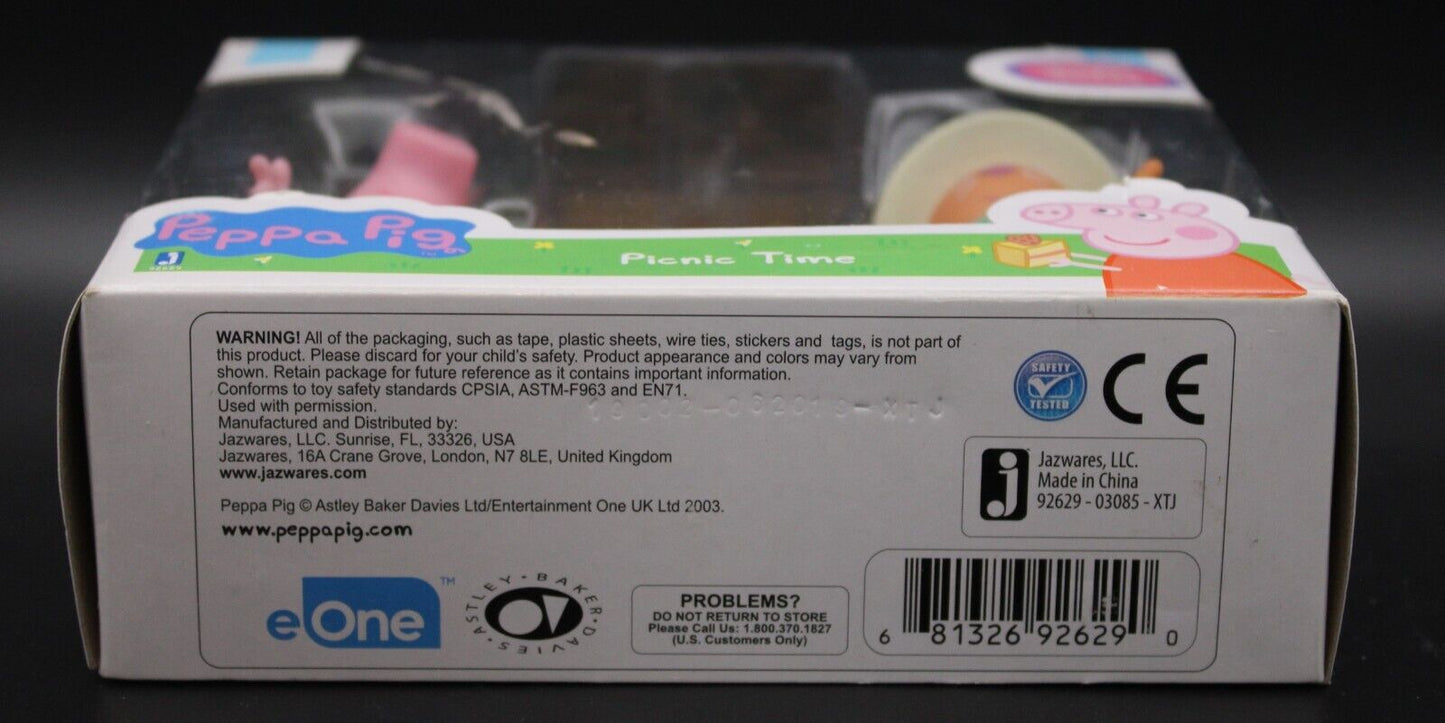 Peppa Pig
92629
Picnic Time
WARNING! All of the packaging, such as tape, plastic sheets, wire ties, stickers and tags, is not part of
this product. Please discard for your child's safety. Product appearance and colors may vary from
shown. Retain package for future reference as it contains important information.
Conforms to toy safety standards CPSIA, ASTM-F963 and EN71.
Used with permission.
Manufactured and Distributed by:
Jazwares, LLC. Sunrise, FL, 33326, USA
Jazwares, 16A Crane Grove, London, N7 8LE, United Kingdom
www.jazwares.com
Peppa Pig © Astley Baker Davies Ltd/Entertainment One UK Ltd 2003.
www.peppapig.com
SAFETY
TESTED
CE
j
Jazwares, LLC.
Made in China
92629 - 03085 - XTJ
eOne™
ASTLEY · BAKER · DAVIES ·
PROBLEMS?
DO NOT RETURN TO STORE
Please Call Us: 1.800.370.1827
(U.S. Customers Only)
6 81326 92629 0